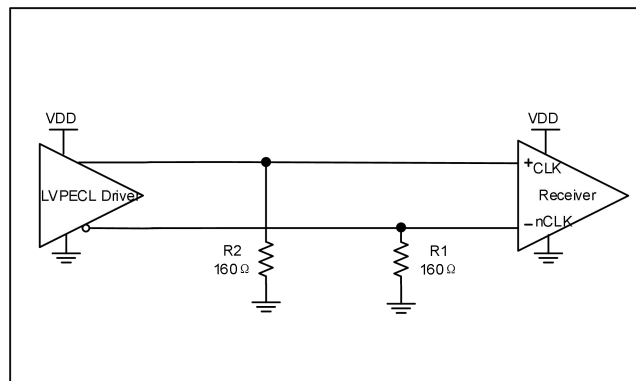 VDD
VDD
LVPECL Driver
+CLK
Receiver
−nCLK
R2
160Ω
R1
160Ω